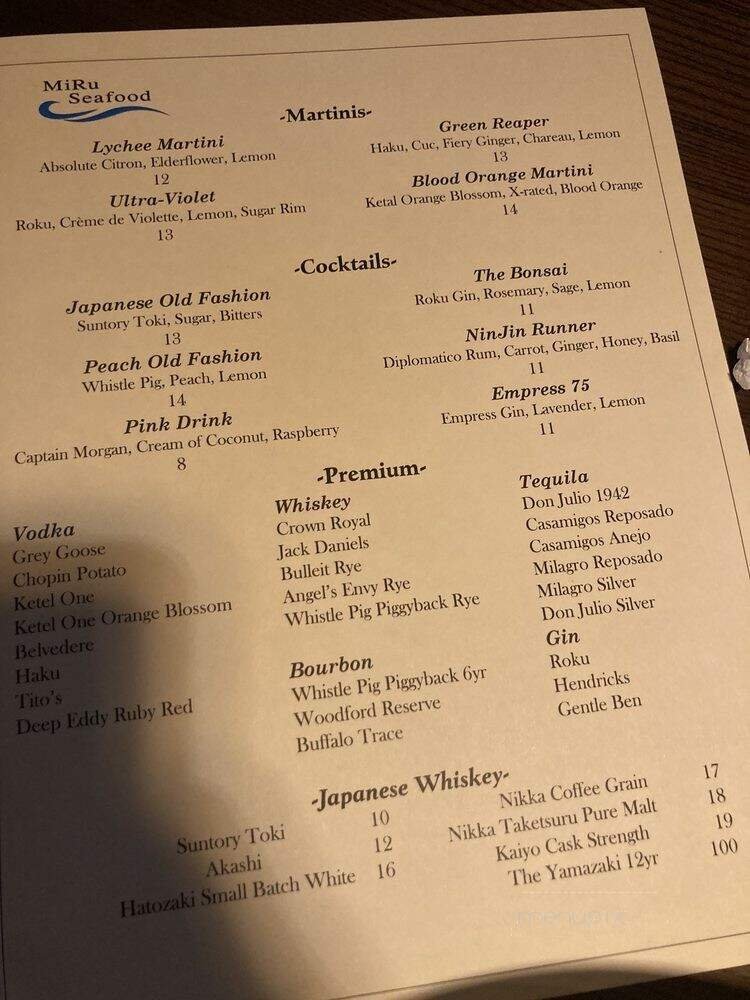 MiRu
Seafood
-Martinis-
Lychee Martini
Absolute Citron, Elderflower, Lemon
12
Ultra-Violet
Roku, Crème de Violette, Lemon, Sugar Rim
13
Green Reaper
Haku, Cuc, Fiery Ginger, Chareau, Lemon
13
Blood Orange Martini
Ketal Orange Blossom, X-rated, Blood Orange
14
-Cocktails-
Japanese Old Fashion
Suntory Toki, Sugar, Bitters
13
Peach Old Fashion
Whistle Pig, Peach, Lemon
14
Pink Drink
Captain Morgan, Cream of Coconut, Raspberry
8
The Bonsai
Roku Gin, Rosemary, Sage, Lemon
11
NinJin Runner
Diplomatico Rum, Carrot, Ginger, Honey, Basil
11
Empress 75
Empress Gin, Lavender, Lemon
11
-Premium-
Vodka
Grey Goose
Chopin Potato
Ketel One
Ketel One Orange Blossom
Belvedere
Haku
Tito's
Deep Eddy Ruby Red
Whiskey
Crown Royal
Jack Daniels
Bulleit Rye
Angel's Envy Rye
Whistle Pig Piggyback Rye
Bourbon
Whistle Pig Piggyback 6yr
Woodford Reserve
Buffalo Trace
Tequila
Don Julio 1942
Casamigos Reposado
Casamigos Anejo
Milagro Reposado
Milagro Silver
Don Julio Silver
Gin
Roku
Hendricks
Gentle Ben
-Japanese Whiskey-
Suntory Toki 10
Akashi 12
Hatozaki Small Batch White 16
Nikka Coffee Grain 17
Nikka Taketsuru Pure Malt 18
Kaiyo Cask Strength 19
The Yamazaki 12yr 100